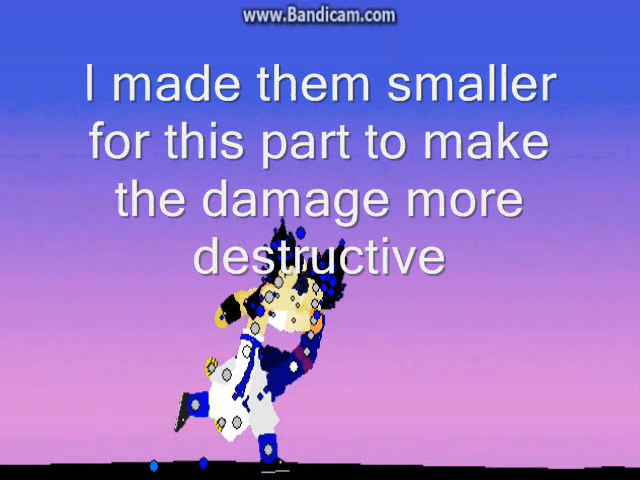 www.Bandicam.com
I made them smaller
for this part to make
the damage more
destructive